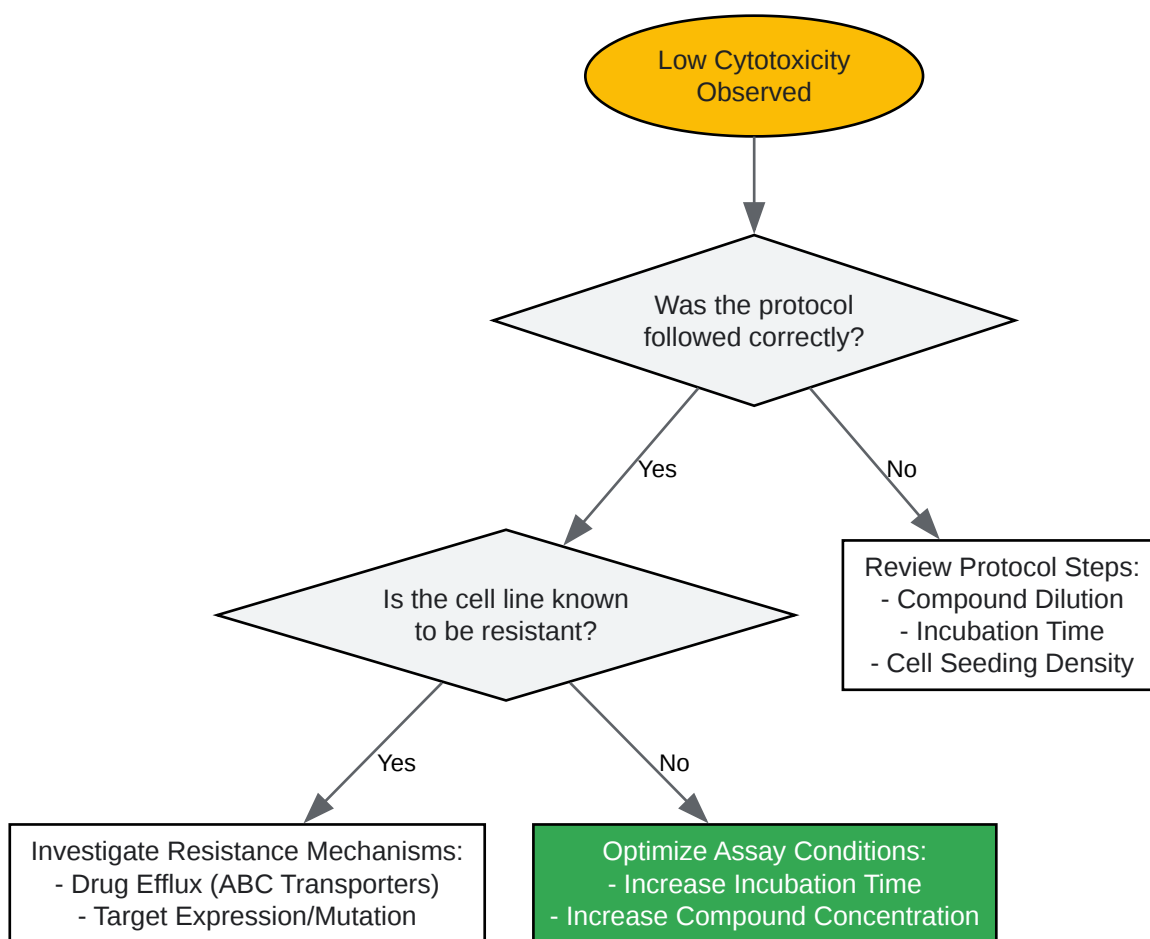 Low Cytotoxicity
Observed
Was the protocol
followed correctly?
Yes
No
Is the cell line known
to be resistant?
Review Protocol Steps:
- Compound Dilution
- Incubation Time
- Cell Seeding Density
Yes
No
Investigate Resistance Mechanisms:
- Drug Efflux (ABC Transporters)
- Target Expression/Mutation
Optimize Assay Conditions:
- Increase Incubation Time
- Increase Compound Concentration